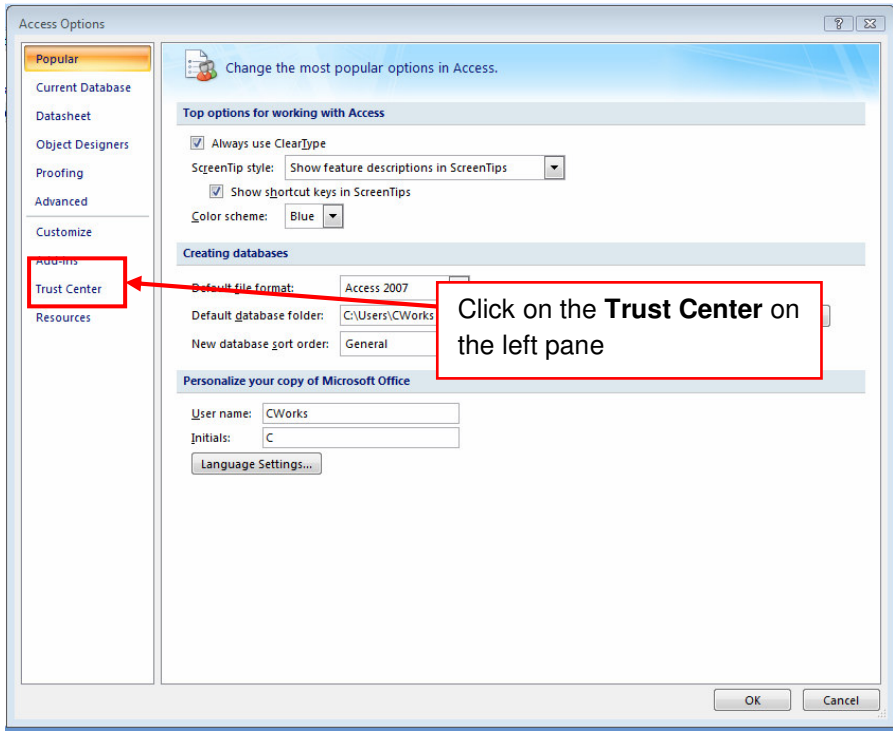 Access Options
Popular
Current Database
Datasheet
Object Designers
Proofing
Advanced
Customize
Add-Ins
Trust Center
Resources
Change the most popular options in Access.
Top options for working with Access
Always use ClearType
ScreenTip style: Show feature descriptions in ScreenTips
Show shortcut keys in ScreenTips
Color scheme: Blue
Creating databases
Default file format: Access 2007
Default database folder: C:\Users\CWorks
New database sort order: General
Click on the Trust Center on
the left pane
Personalize your copy of Microsoft Office
User name: CWorks
Initials: C
Language Settings...
OK Cancel